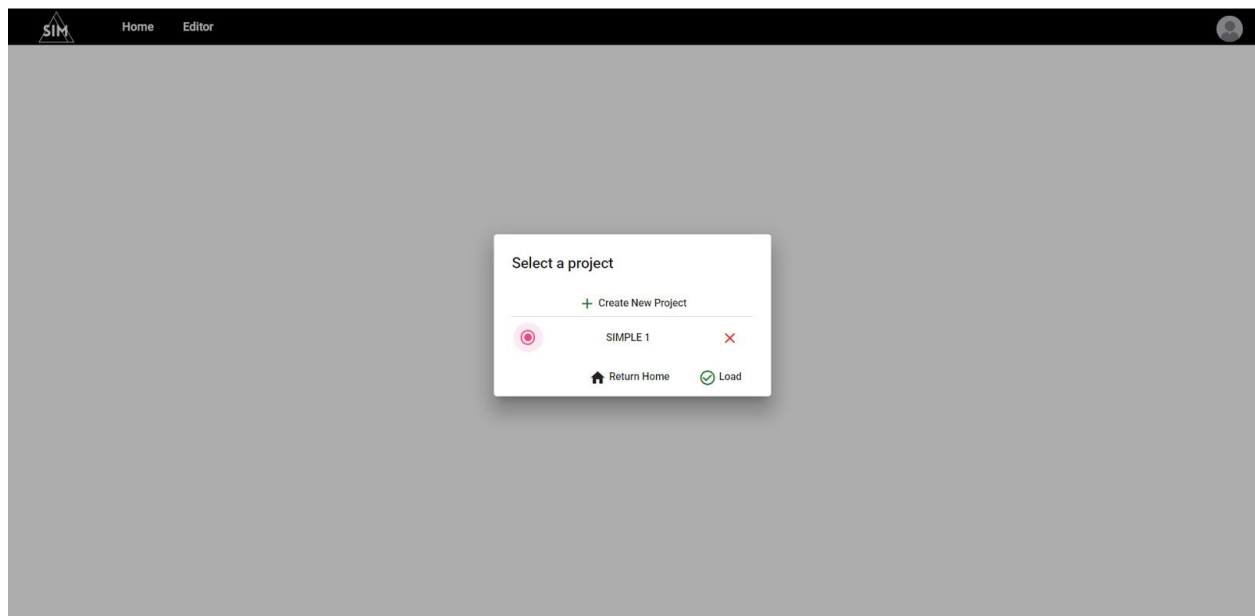 SIM Home Editor
Select a project
Create New Project
SIMPLE 1
Return Home Load